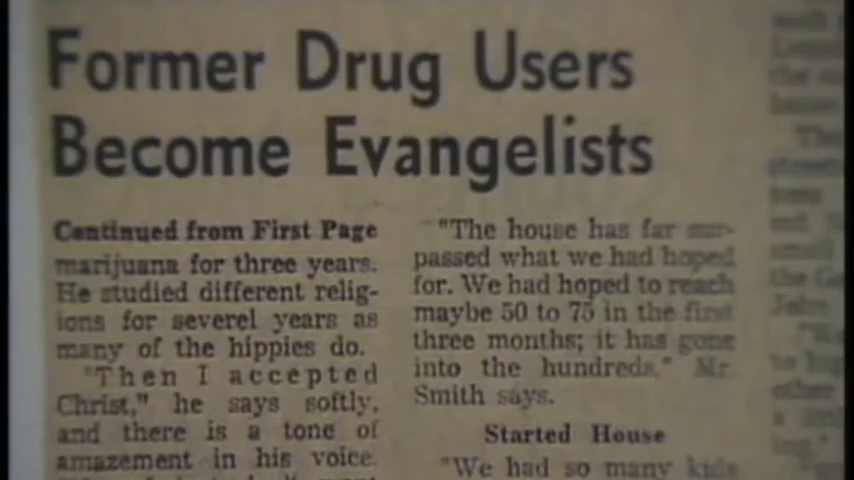 Former Drug Users
Become Evangelists
Continued from First Page
marijuana for three years.
He studied different relig-
ions for severel years as
many of the hippies do.
"Then I accepted
Christ," he says softly,
and there is a tone of
amazement in his voice.
"The house has far sur-
passed what we had hoped
for. We had hoped to reach
maybe 50 to 75 in the first
three months; it has gone
into the hundreds." Mr.
Smith says.
Started House
"We had so many kids